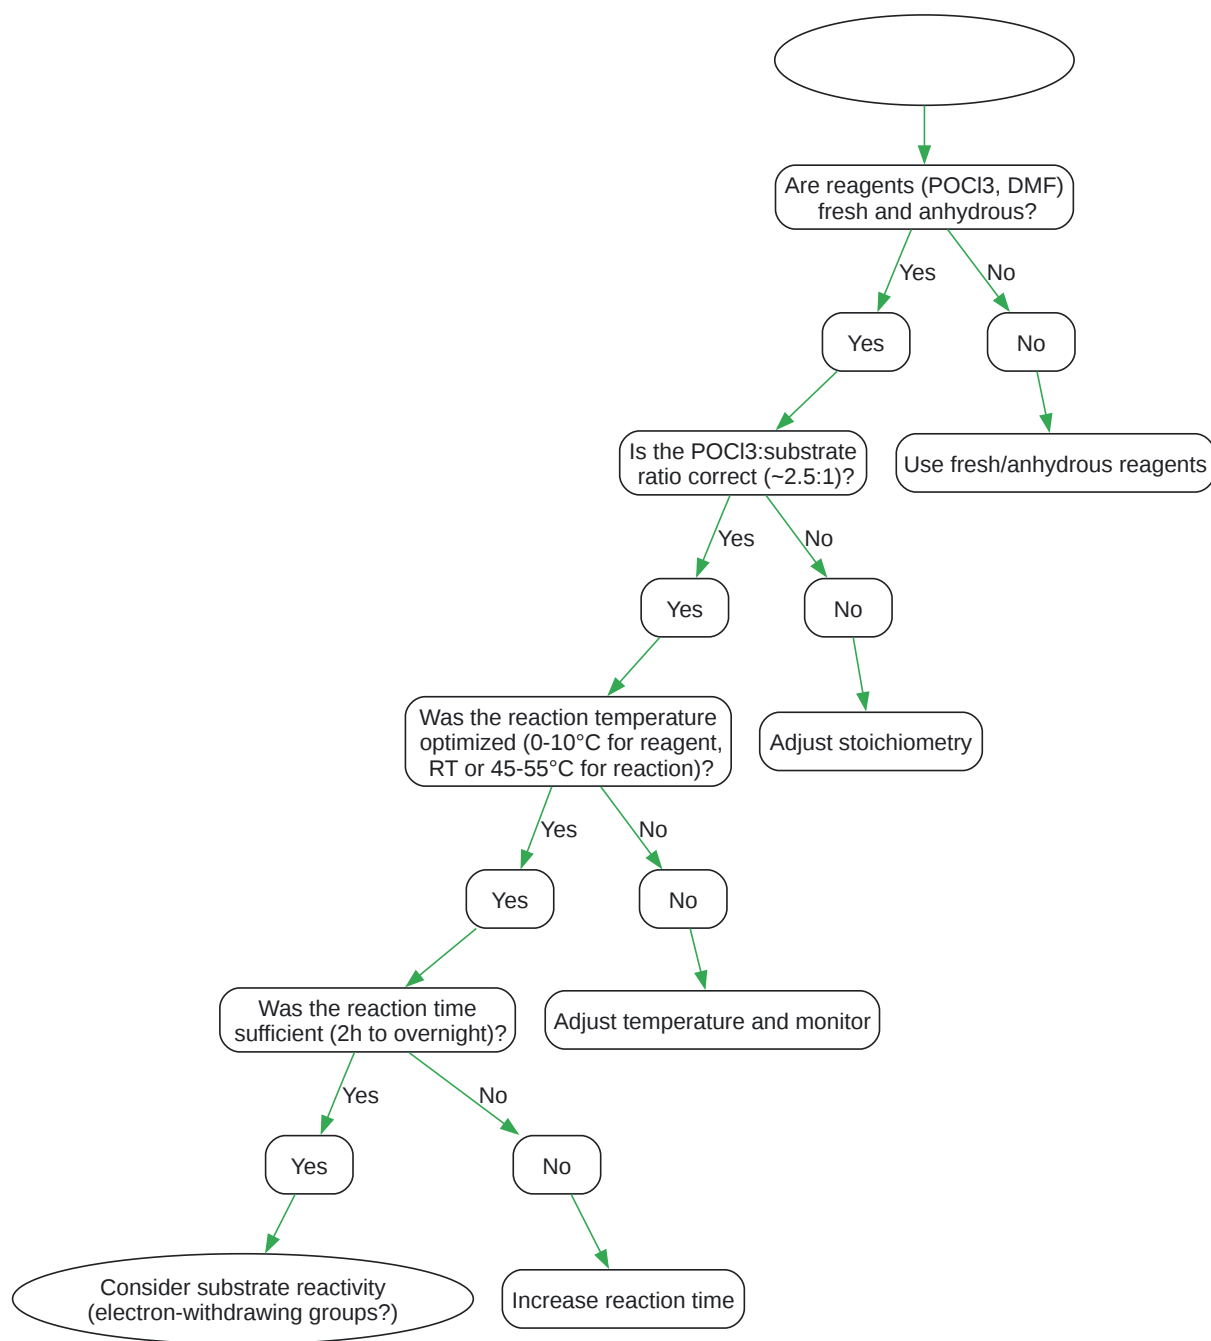 Are reagents (POCl3, DMF)
fresh and anhydrous?
Yes
No
Yes
No
Is the POCl3:substrate
ratio correct (~2.5:1)?
Use fresh/anhydrous reagents
Yes
No
Yes
No
Was the reaction temperature
optimized (0-10°C for reagent,
RT or 45-55°C for reaction)?
Adjust stoichiometry
Yes
No
Yes
No
Was the reaction time
sufficient (2h to overnight)?
Adjust temperature and monitor
Yes
No
Yes
No
Consider substrate reactivity
(electron-withdrawing groups?)
Increase reaction time